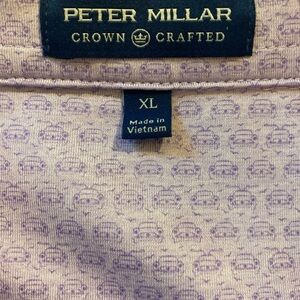 PETER MILLAR
CROWN CRAFTED
XL
Made in
Vietnam